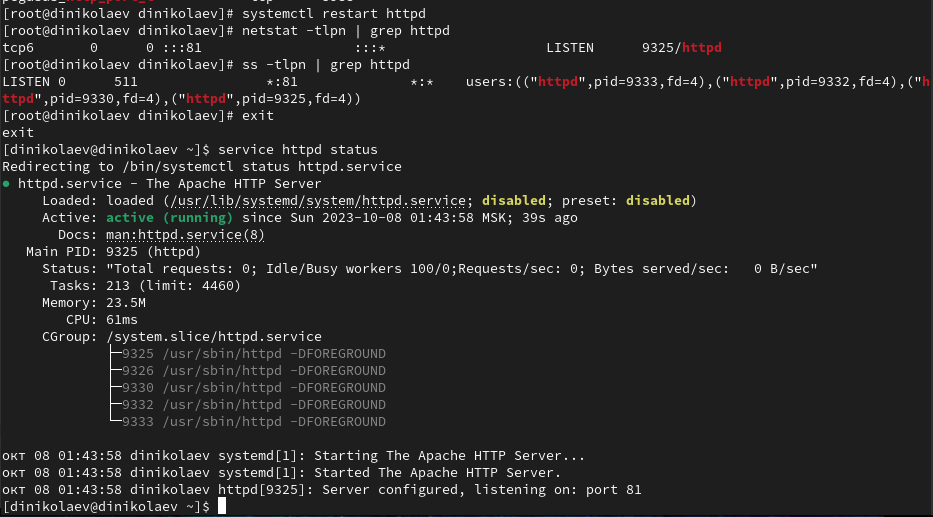 [root@dinikolaev dinikolaev]# systemctl restart httpd
[root@dinikolaev dinikolaev]# netstat -tlpn | grep httpd
tcp6       0      0 :::81                   :::*                    LISTEN      9325/httpd
[root@dinikolaev dinikolaev]# ss -tlpn | grep httpd
LISTEN 0      511                *:81              *:*    users:(("httpd",pid=9333,fd=4),("httpd",pid=9332,fd=4),("h
ttpd",pid=9330,fd=4),("httpd",pid=9325,fd=4))
[root@dinikolaev dinikolaev]# exit
exit
[dinikolaev@dinikolaev ~]$ service httpd status
Redirecting to /bin/systemctl status httpd.service
● httpd.service - The Apache HTTP Server
     Loaded: loaded (/usr/lib/systemd/system/httpd.service; disabled; preset: disabled)
     Active: active (running) since Sun 2023-10-08 01:43:58 MSK; 39s ago
       Docs: man:httpd.service(8)
   Main PID: 9325 (httpd)
     Status: "Total requests: 0; Idle/Busy workers 100/0;Requests/sec: 0; Bytes served/sec:   0 B/sec"
      Tasks: 213 (limit: 4460)
     Memory: 23.5M
        CPU: 61ms
     CGroup: /system.slice/httpd.service
             ├─9325 /usr/sbin/httpd -DFOREGROUND
             ├─9326 /usr/sbin/httpd -DFOREGROUND
             ├─9330 /usr/sbin/httpd -DFOREGROUND
             ├─9332 /usr/sbin/httpd -DFOREGROUND
             └─9333 /usr/sbin/httpd -DFOREGROUND
окт 08 01:43:58 dinikolaev systemd[1]: Starting The Apache HTTP Server...
окт 08 01:43:58 dinikolaev systemd[1]: Started The Apache HTTP Server.
окт 08 01:43:58 dinikolaev httpd[9325]: Server configured, listening on: port 81
[dinikolaev@dinikolaev ~]$